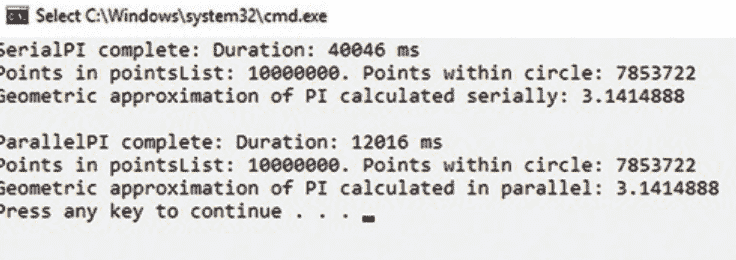 Select C:\Windows\system32\cmd.exe
SerialPI complete: Duration: 40046 ms
Points in pointsList: 10000000. Points within circle: 7853722
Geometric approximation of PI calculated serially: 3.1414888
ParallelPI complete: Duration: 12016 ms
Points in pointsList: 10000000. Points within circle: 7853722
Geometric approximation of PI calculated in parallel: 3.1414888
Press any key to continue . . .